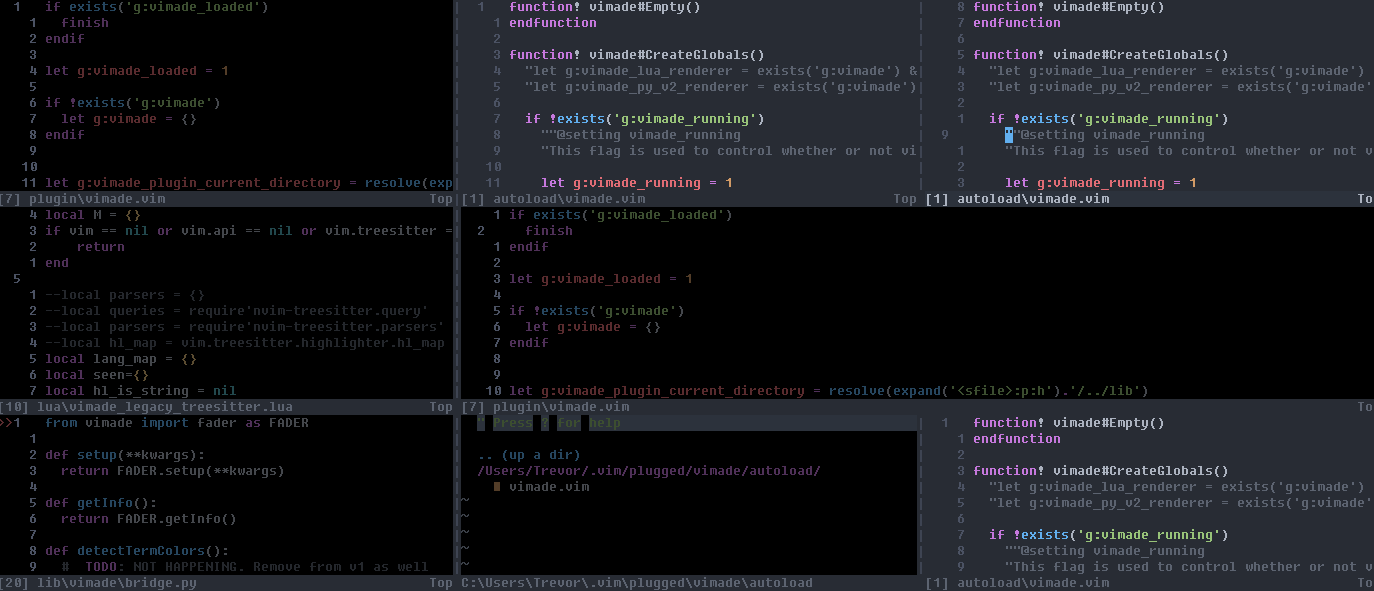 1   if exists('g:vimade_loaded')
  1   finish
  2 endif
  3
  4 let g:vimade_loaded = 1
  5
  6 if !exists('g:vimade')
  7   let g:vimade = {}
  8 endif
  9
 10
 11 let g:vimade_plugin_current_directory = resolve(exp
[7] plugin\vimade.vim Top
1   function! vimade#Empty()
  1 endfunction
  2
  3 function! vimade#CreateGlobals()
  4   "let g:vimade_lua_renderer = exists('g:vimade') &
  5   "let g:vimade_py_v2_renderer = exists('g:vimade')
  6
  7   if !exists('g:vimade_running')
  8     ""@setting vimade_running
  9     "This flag is used to control whether or not vi
 10
 11     let g:vimade_running = 1
[1] autoload\vimade.vim Top
  8 function! vimade#Empty()
  7 endfunction
  6
  5 function! vimade#CreateGlobals()
  4   "let g:vimade_lua_renderer = exists('g:vimade')
  3   "let g:vimade_py_v2_renderer = exists('g:vimade'
  2
  1   if !exists('g:vimade_running')
9     ""@setting vimade_running
  1     "This flag is used to control whether or not v
  2
  3     let g:vimade_running = 1
[1] autoload\vimade.vim To
  4 local M = {}
  3 if vim == nil or vim.api == nil or vim.treesitter =
  2     return
  1 end
5
  1 --local parsers = {}
  2 --local queries = require'nvim-treesitter.query'
  3 --local parsers = require'nvim-treesitter.parsers'
  4 --local hl_map = vim.treesitter.highlighter.hl_map
  5 local lang_map = {}
  6 local seen={}
  7 local hl_is_string = nil
[10] lua\vimade_legacy_treesitter.lua Top
  1 if exists('g:vimade_loaded')
2     finish
  1 endif
  2
  3 let g:vimade_loaded = 1
  4
  5 if !exists('g:vimade')
  6   let g:vimade = {}
  7 endif
  8
  9
 10 let g:vimade_plugin_current_directory = resolve(expand('<sfile>:p:h').'/../lib')
[7] plugin\vimade.vim To
>>1   from vimade import fader as FADER
  1
  2 def setup(**kwargs):
  3   return FADER.setup(**kwargs)
  4
  5 def getInfo():
  6   return FADER.getInfo()
  7
  8 def detectTermColors():
  9   #  TODO: NOT HAPPENING. Remove from v1 as well
[20] lib\vimade\bridge.py Top
" Press ? for help
.. (up a dir)
/Users/Trevor/.vim/plugged/vimade/autoload/
vimade.vim
~
~
~
~
~
C:\Users\Trevor\.vim\plugged\vimade\autoload
1   function! vimade#Empty()
  1 endfunction
  2
  3 function! vimade#CreateGlobals()
  4   "let g:vimade_lua_renderer = exists('g:vimade')
  5   "let g:vimade_py_v2_renderer = exists('g:vimade'
  6
  7   if !exists('g:vimade_running')
  8     ""@setting vimade_running
  9     "This flag is used to control whether or not v
[1] autoload\vimade.vim To